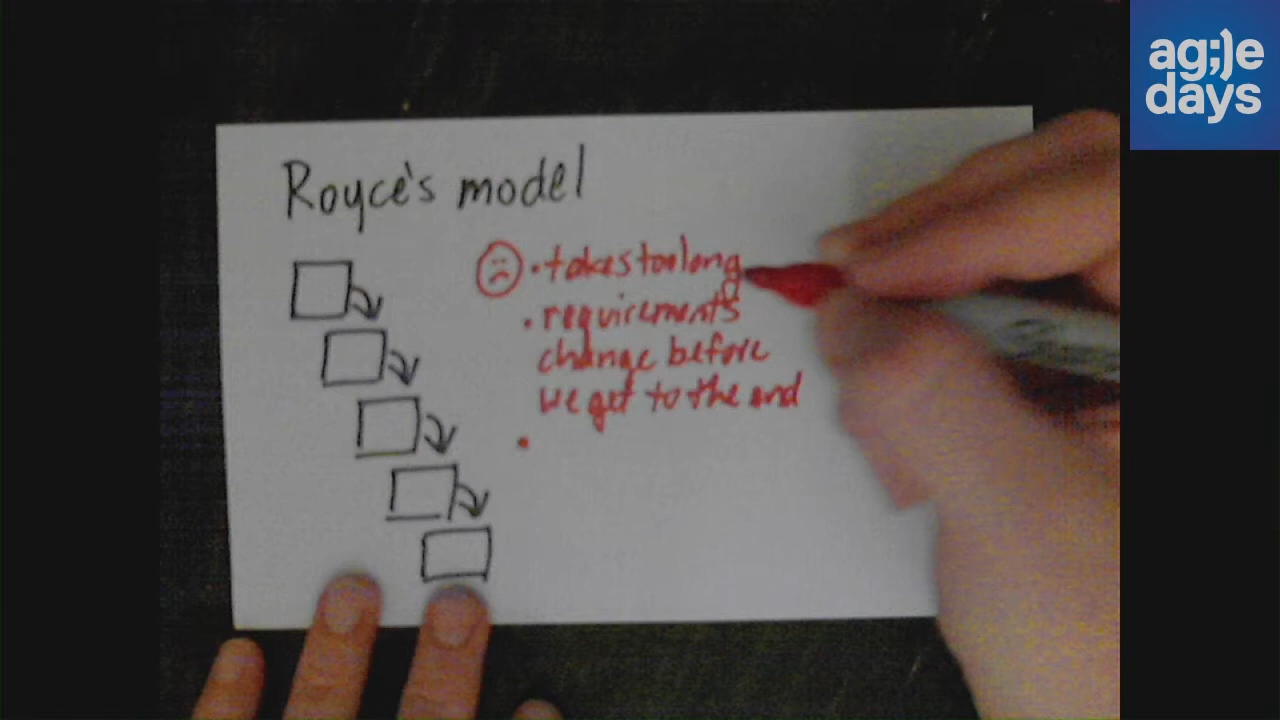 ag;le
days
Royce's model
• takes too long
• requirements
change before
we get to the end
•